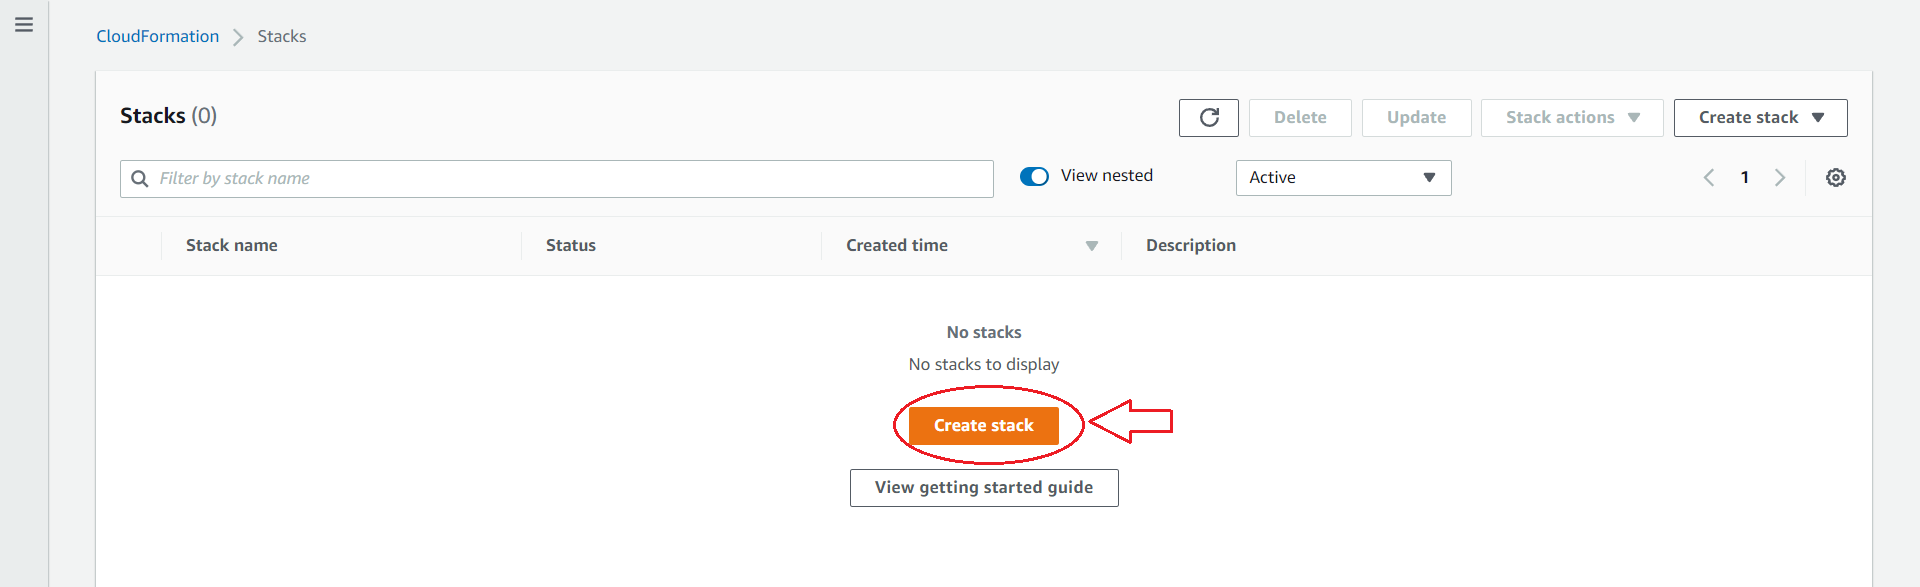 CloudFormation > Stacks
Stacks (0)
Delete Update Stack actions Create stack
Filter by stack name View nested Active 1
Stack name Status Created time Description
No stacks
No stacks to display
Create stack
View getting started guide